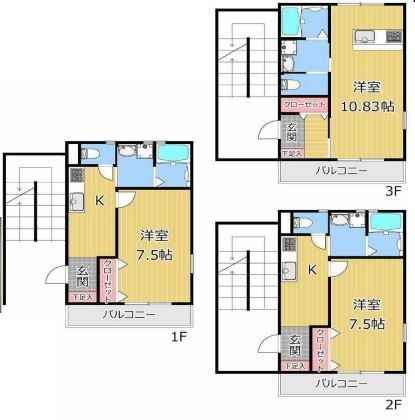 洋室
10.83帖
クローゼット
玄関
下足入
バルコニー
3F
K
洋室
7.5帖
玄関
クローゼット
下足入
バルコニー
1F
K
洋室
7.5帖
玄関
クローゼット
下足入
バルコニー
2F